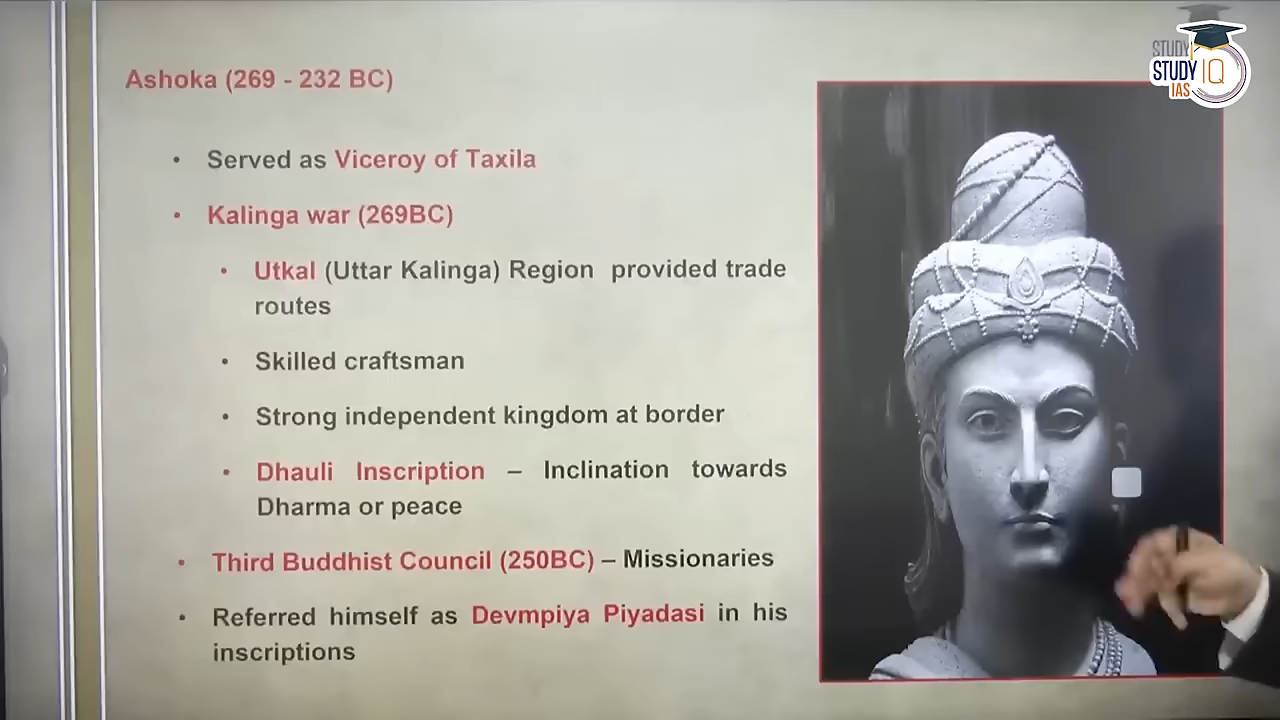 Ashoka (269 - 232 BC)
• Served as Viceroy of Taxila
• Kalinga war (269BC)
• Utkal (Uttar Kalinga) Region provided trade
routes
• Skilled craftsman
• Strong independent kingdom at border
• Dhauli Inscription – Inclination towards
Dharma or peace
• Third Buddhist Council (250BC) – Missionaries
• Referred himself as Devmpiya Piyadasi in his
inscriptions
STUDY
STUDY IQ
IAS